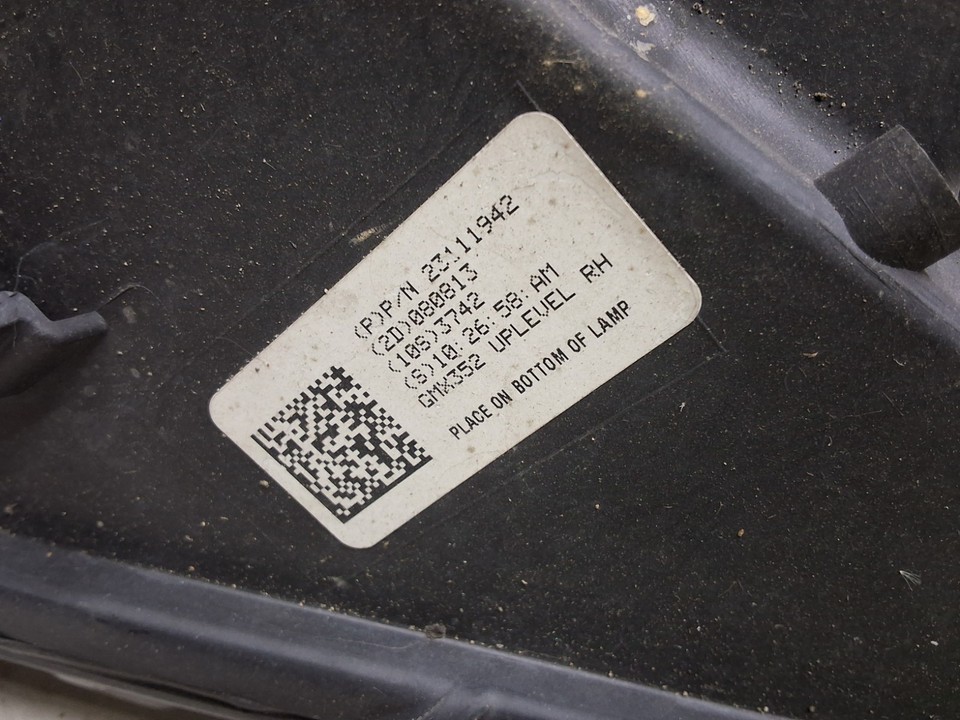 (P)P/N 23111942
(2D)080813
(10S)3742
(S)10:26:58:AM
GMX352 UPLEVEL RH
PLACE ON BOTTOM OF LAMP